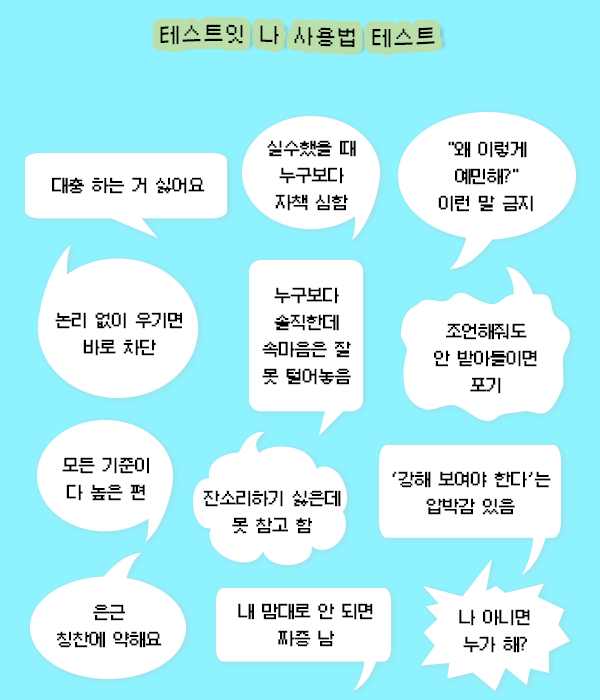 테스트잇 나 사용법 테스트
대충 하는 거 싫어요
실수했을 때
누구보다
자책 심함
"왜 이렇게
예민해?"
이런 말 금지
논리 없이 우기면
바로 차단
누구보다
솔직한데
속마음은 잘
못 털어놓음
조언해줘도
안 받아들이면
포기
모든 기준이
다 높은 편
잔소리하기 싫은데
못 참고 함
‘강해 보여야 한다’는
압박감 있음
은근
칭찬에 약해요
내 맘대로 안 되면
짜증 남
나 아니면
누가 해?